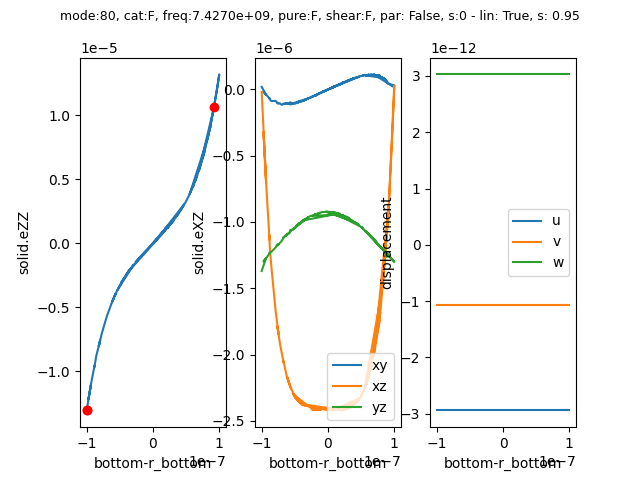 mode:80, cat:F, freq:7.4270e+09, pure:F, shear:F, par: False, s:0 - lin: True, s: 0.95
1e−5
1.0
0.5
0.0
−0.5
−1.0
solid.eZZ
−1
0
1
bottom-r_bottom
1e−7
1e−6
0.0
−0.5
−1.0
−1.5
−2.0
−2.5
solid.eXZ
xy
xz
yz
−1
0
1
bottom-r_bottom
1e−7
1e−12
3
2
1
0
−1
−2
−3
displacement
u
v
w
−1
0
1
bottom-r_bottom
1e−7